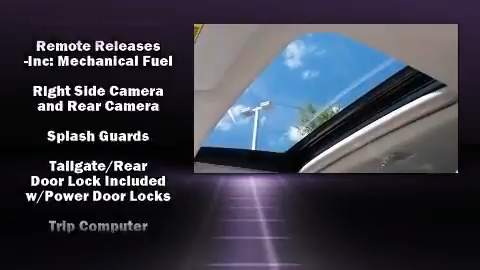 Remote Releases
-Inc: Mechanical Fuel
Right Side Camera
and Rear Camera
Splash Guards
Tailgate/Rear
Door Lock Included
w/Power Door Locks
Trip Computer